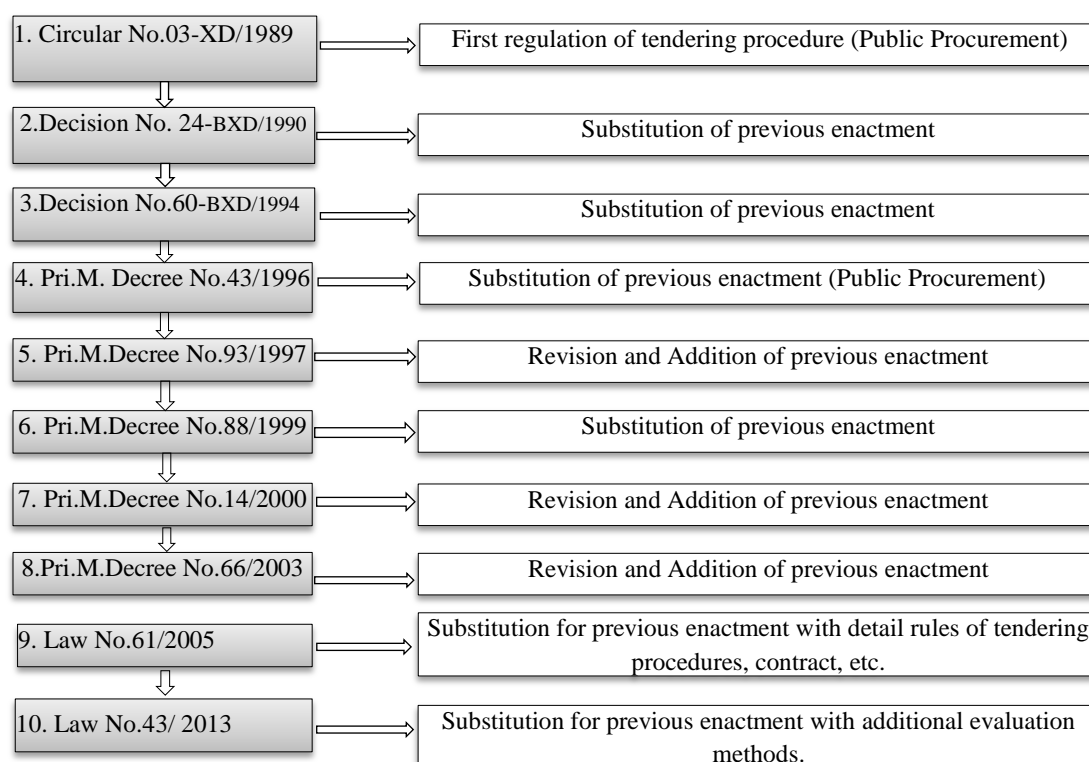 1. Circular No.03-XD/1989
First regulation of tendering procedure (Public Procurement)
2.Decision No. 24-BXD/1990
Substitution of previous enactment
3.Decision No.60-BXD/1994
Substitution of previous enactment
4. Pri.M. Decree No.43/1996
Substitution of previous enactment (Public Procurement)
5. Pri.M.Decree No.93/1997
Revision and Addition of previous enactment
6. Pri.M.Decree No.88/1999
Substitution of previous enactment
7. Pri.M.Decree No.14/2000
Revision and Addition of previous enactment
8.Pri.M.Decree No.66/2003
Revision and Addition of previous enactment
9. Law No.61/2005
Substitution for previous enactment with detail rules of tendering
procedures, contract, etc.
10. Law No.43/ 2013
Substitution for previous enactment with additional evaluation
methods.